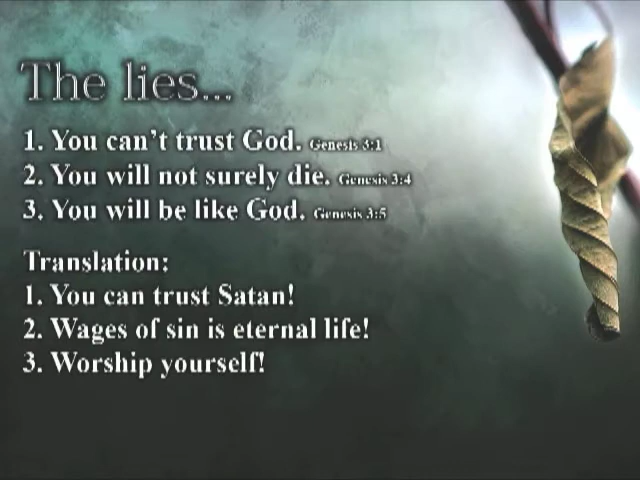 The lies...
1. You can't trust God. Genesis 3:1
2. You will not surely die. Genesis 3:4
3. You will be like God. Genesis 3:5
Translation:
1. You can trust Satan!
2. Wages of sin is eternal life!
3. Worship yourself!